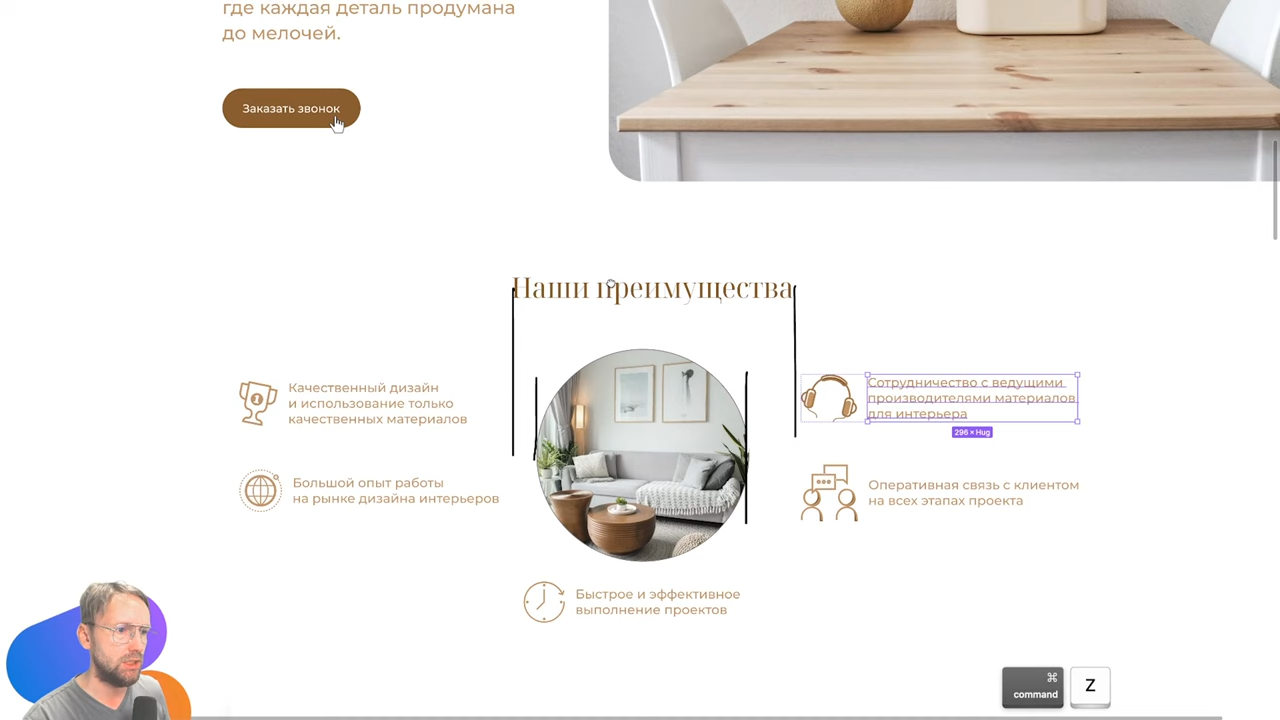 где каждая деталь продумана
до мелочей.
Заказать звонок
Наши преимущества
Качественный дизайн
и использование только
качественных материалов
Сотрудничество с ведущими
производителями материалов
для интерьера
296 × Hug
Большой опыт работы
на рынке дизайна интерьеров
Оперативная связь с клиентом
на всех этапах проекта
Быстрое и эффективное
выполнение проектов
⌘
command
Z